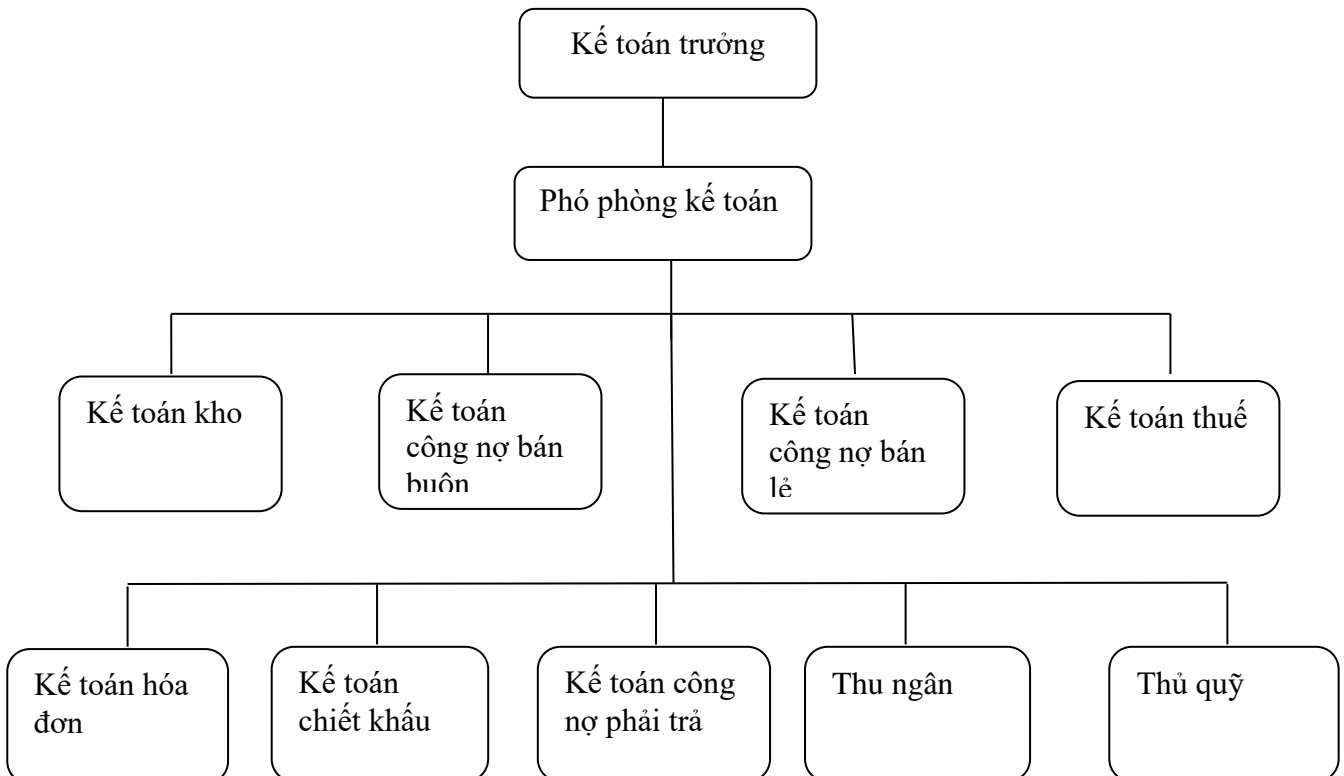 Kế toán trưởng
Phó phòng kế toán
Kế toán kho
Kế toán
công nợ bán
buôn
Kế toán
công nợ bán
lẻ
Kế toán thuế
Kế toán hóa
đơn
Kế toán
chiết khấu
Kế toán công
nợ phải trả
Thu ngân
Thủ quỹ